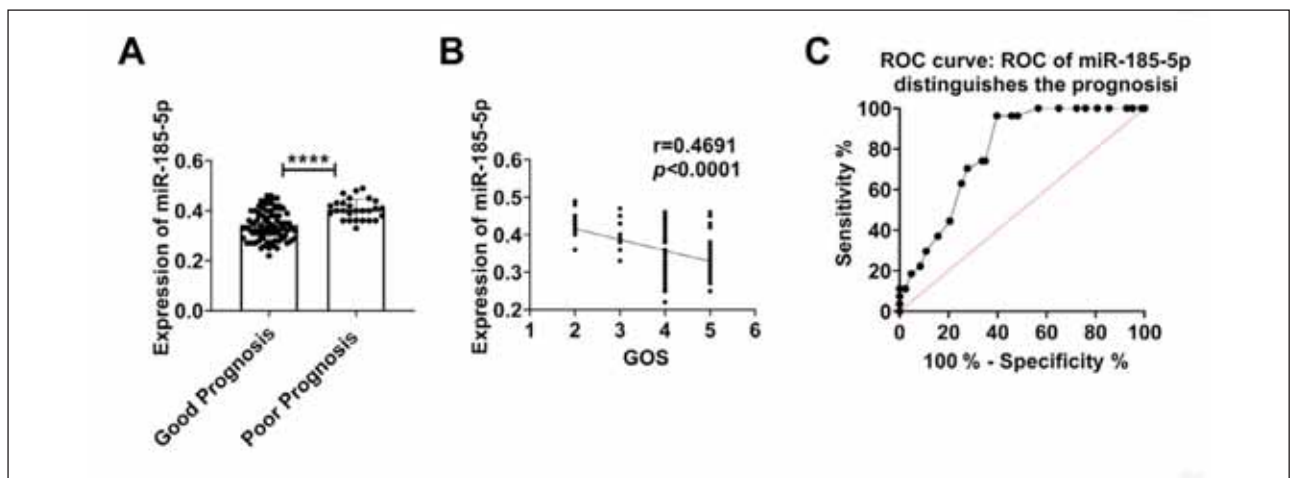 A
Expression of miR-185-5p
0.6
0.4
0.2
0.0
****
Good Prognosis
Poor Prognosis
B
Expression of miR-185-5p
0.6
0.5
0.4
0.3
0.2
r=0.4691
p<0.0001
1 2 3 4 5 6
GOS
C
ROC curve: ROC of miR-185-5p
distinguishes the prognosisi
Sensitivity %
100
80
60
40
20
0
0 20 40 60 80 100
100 % - Specificity %